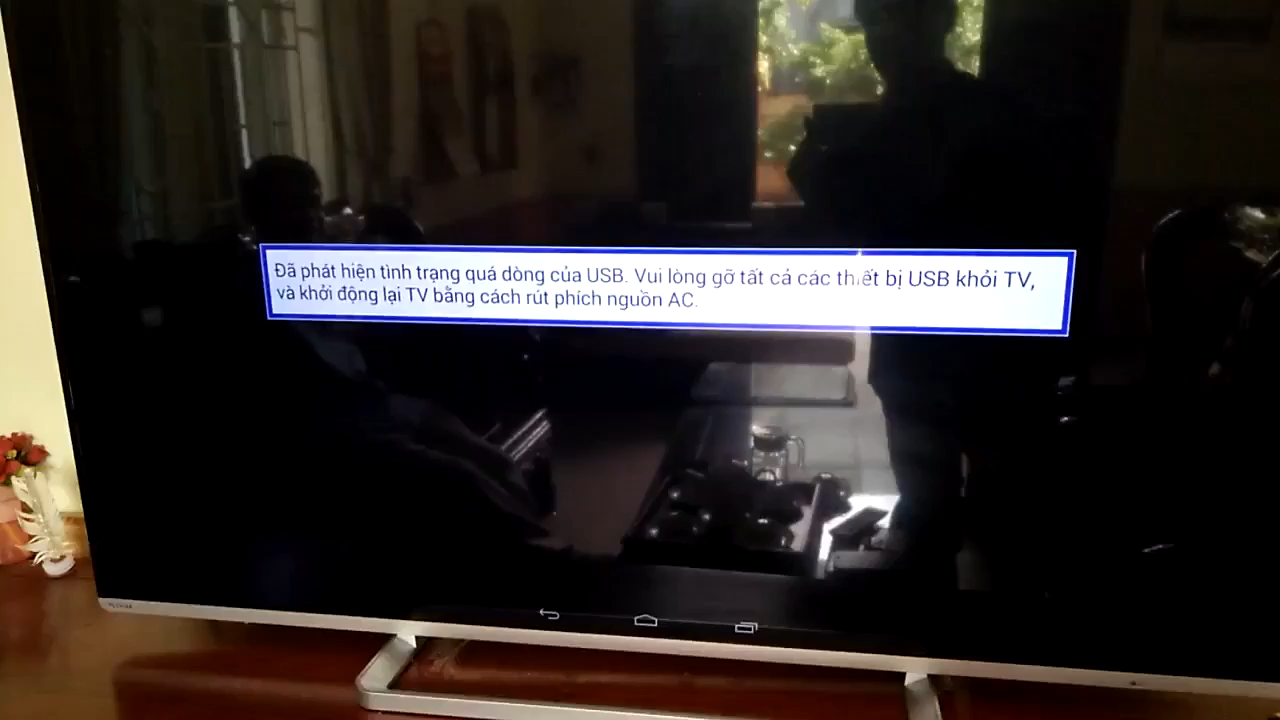 Đã phát hiện tình trạng quá dòng của USB. Vui lòng gỡ tất cả các thiết bị USB khỏi TV,
và khởi động lại TV bằng cách rút phích nguồn AC.